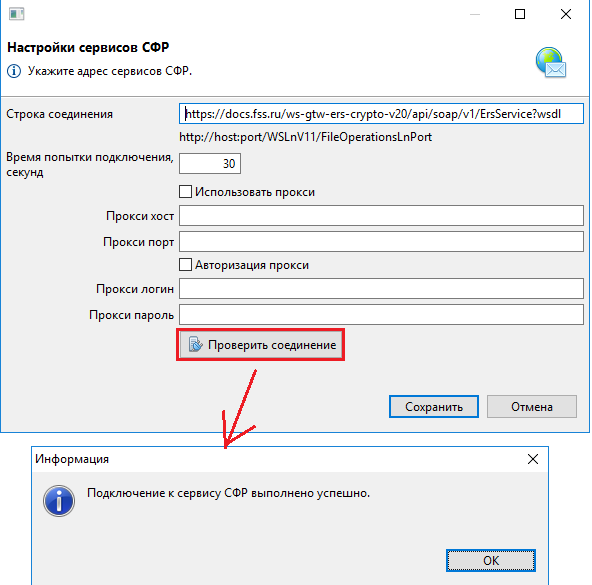 Настройки сервисов СФР
Укажите адрес сервисов СФР.
Строка соединения
https://docs.fss.ru/ws-gtw-ers-crypto-v20/api/soap/v1/ErsService?wsdl
http://host:port/WSLnV11/FileOperationsLnPort
Время попытки подключения,
секунд
30
Использовать прокси
Прокси хост
Прокси порт
Авторизация прокси
Прокси логин
Прокси пароль
Проверить соединение
Сохранить
Отмена
Информация
Подключение к сервису СФР выполнено успешно.
OK